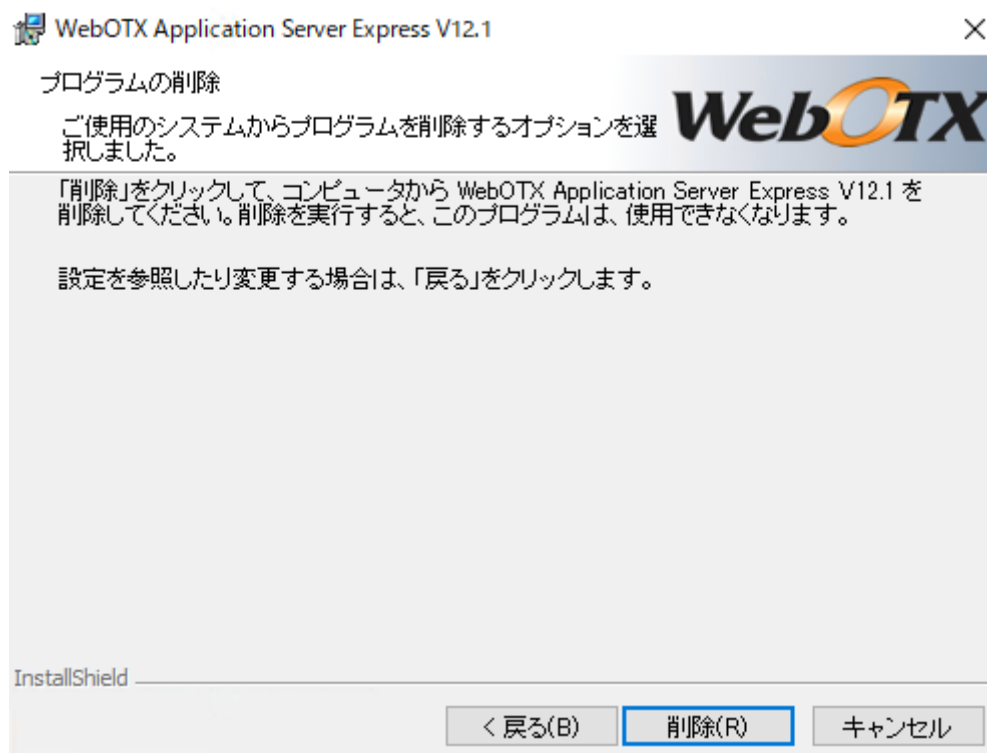 WebOTX Application Server Express V12.1
プログラムの削除
WebOTX
ご使用のシステムからプログラムを削除するオプションを選
択しました。
「削除」をクリックして、コンピュータから WebOTX Application Server Express V12.1 を
削除してください。削除を実行すると、このプログラムは、使用できなくなります。
設定を参照したり変更する場合は、「戻る」をクリックします。
InstallShield
< 戻る(B)
削除(R)
キャンセル